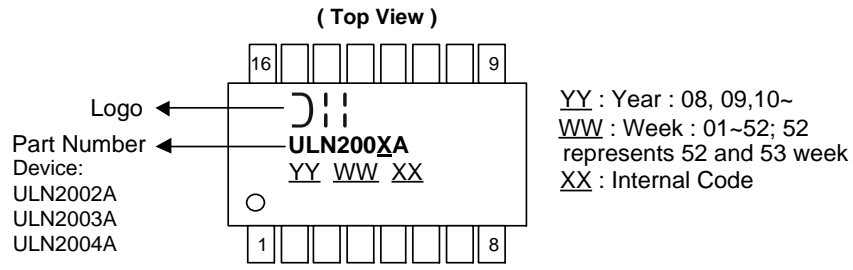 ( Top View )
16 9
Logo
Part Number
Device:
ULN2002A
ULN2003A
ULN2004A
ULN200XA
YY WW XX
1 8
YY : Year : 08, 09,10~
WW : Week : 01~52; 52
represents 52 and 53 week
XX : Internal Code